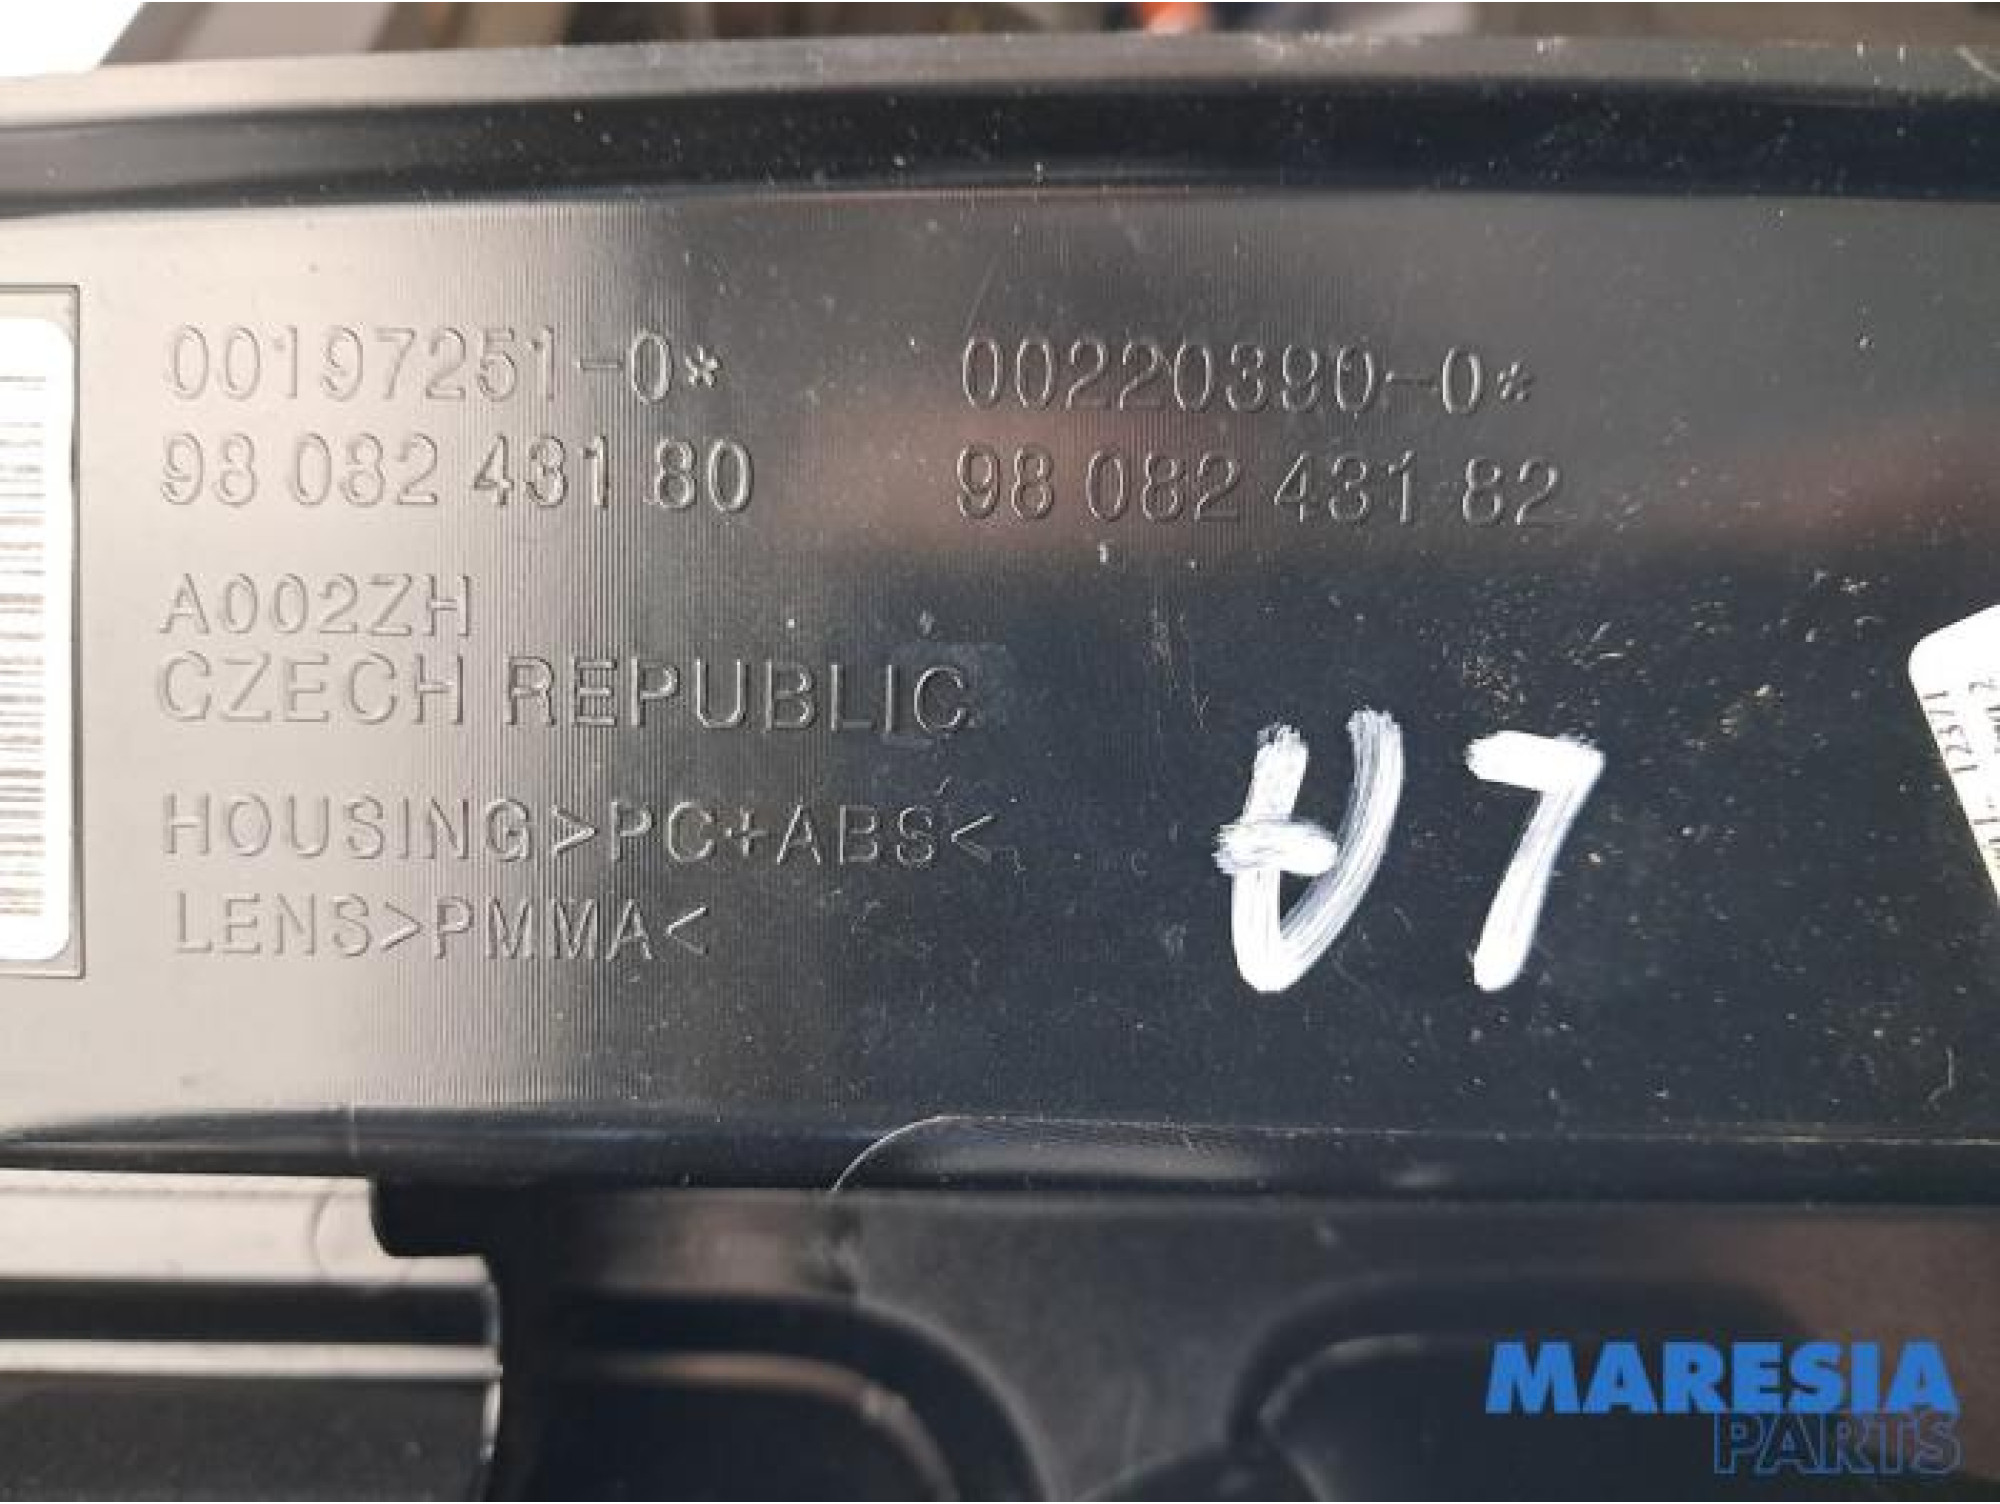 00197251-0*
98 082 431 80
00220390-0*
98 082 431 82
A002ZH
CZECH REPUBLIC
HOUSING>PC+ABS<
LENS>PMMA<
MARESIA
PARTS